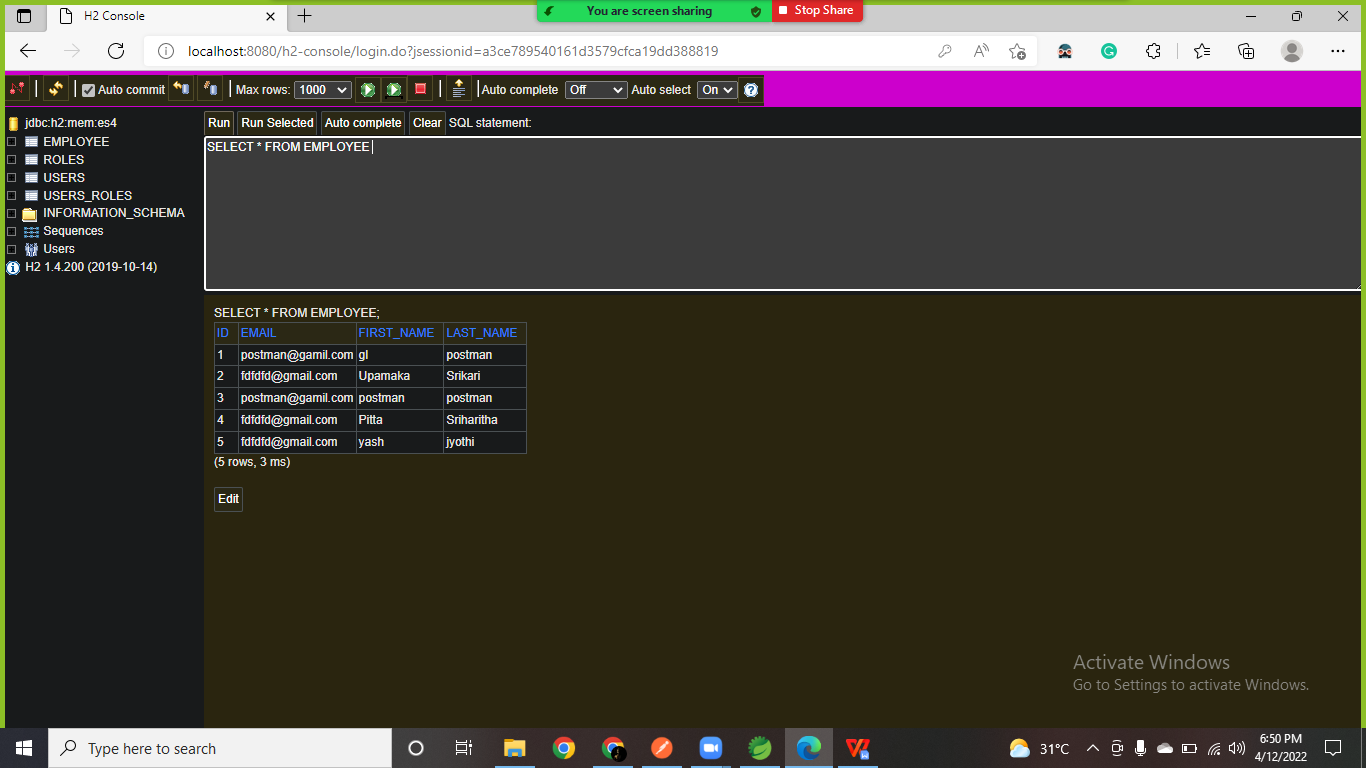 H2 Console
You are screen sharing
Stop Share
localhost:8080/h2-console/login.do?jsessionid=a3ce789540161d3579cfca19dd388819
Auto commit Max rows: 1000 Auto complete Off Auto select On
jdbc:h2:mem:es4
EMPLOYEE
ROLES
USERS
USERS_ROLES
INFORMATION_SCHEMA
Sequences
Users
H2 1.4.200 (2019-10-14)
Run Run Selected Auto complete Clear SQL statement:
SELECT * FROM EMPLOYEE
SELECT * FROM EMPLOYEE;
ID EMAIL FIRST_NAME LAST_NAME
1 postman@gamil.com gl postman
2 fdfdfd@gmail.com Upamaka Srikari
3 postman@gamil.com postman postman
4 fdfdfd@gmail.com Pitta Sriharitha
5 fdfdfd@gmail.com yash jyothi
(5 rows, 3 ms)
Edit
Activate Windows
Go to Settings to activate Windows.
Type here to search
31°C
6:50 PM
4/12/2022